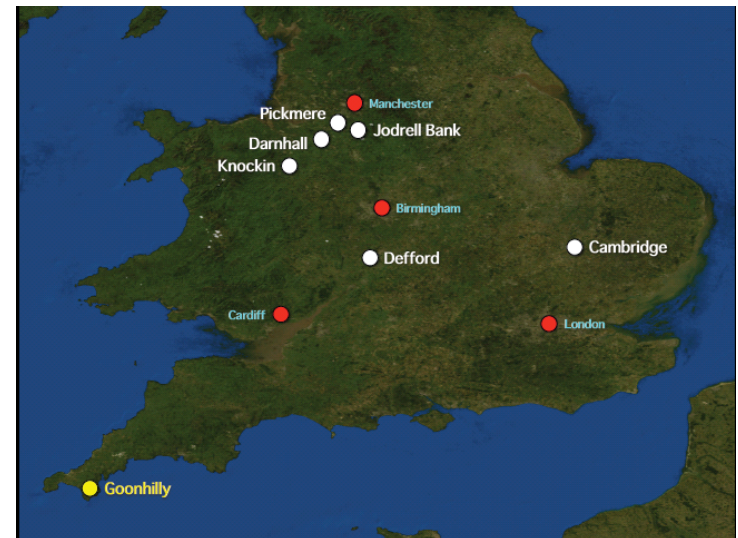 Manchester
Pickmere
Jodrell Bank
Darnhall
Knockin
Birmingham
Cambridge
Defford
Cardiff
London
Goonhilly